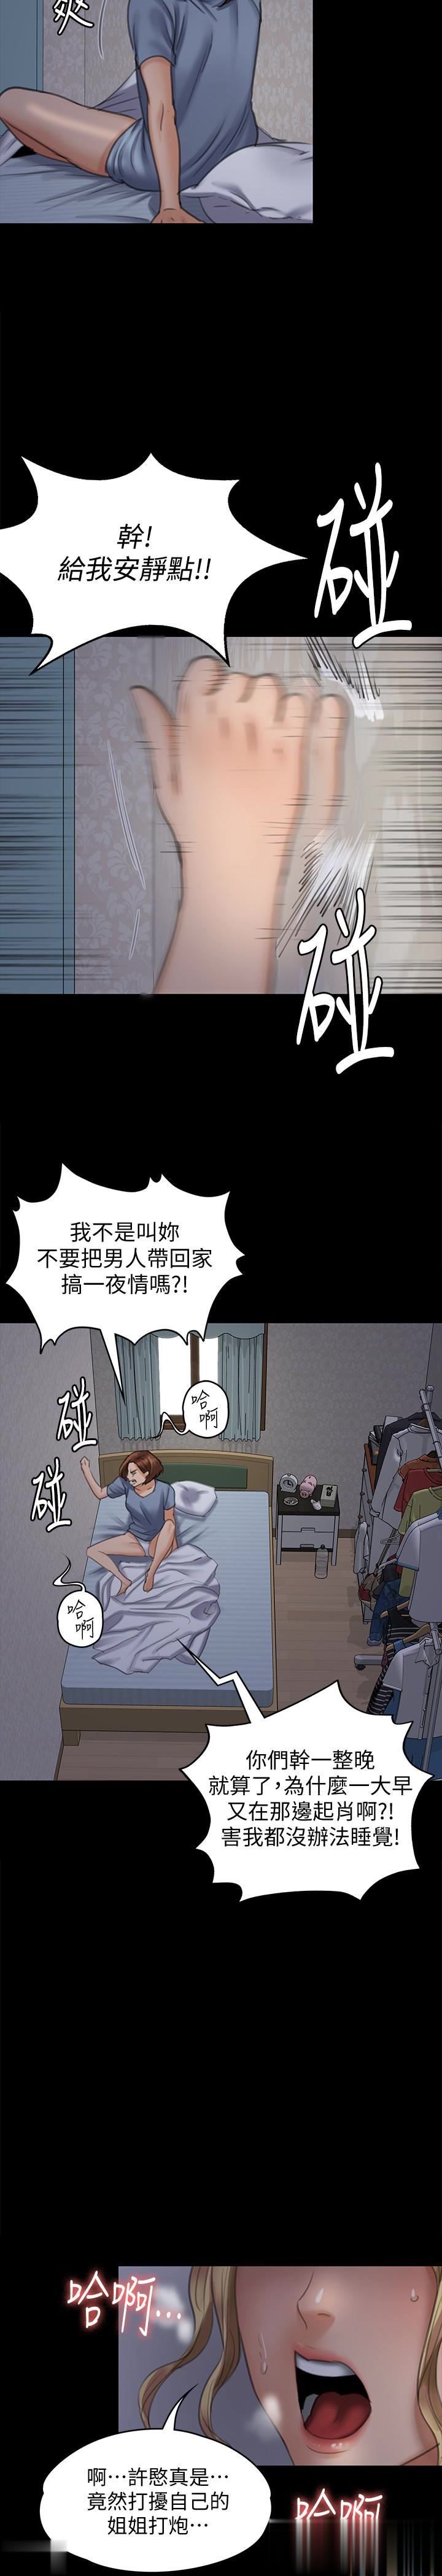 爽
幹!
給我安靜點!!
碰
碰
我不是叫妳
不要把男人帶回家
搞一夜情嗎?!
哈啊
碰
碰
哈啊
你們幹一整晚
就算了,為什麼一大早
又在那邊起肖啊?!
害我都沒辦法睡覺!
哈啊…
啊…許愍真是…
竟然打擾自己的
姐姐打炮…
哈啊